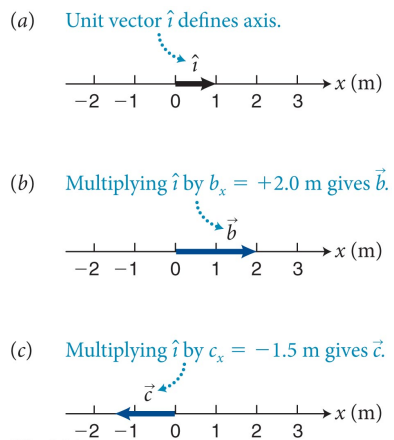 (a) Unit vector î defines axis.
î
−2 −1 0 1 2 3 x (m)
(b) Multiplying î by bₓ = +2.0 m gives b⃗.
b⃗
−2 −1 0 1 2 3 x (m)
(c) Multiplying î by cₓ = −1.5 m gives c⃗.
c⃗
−2 −1 0 1 2 3 x (m)